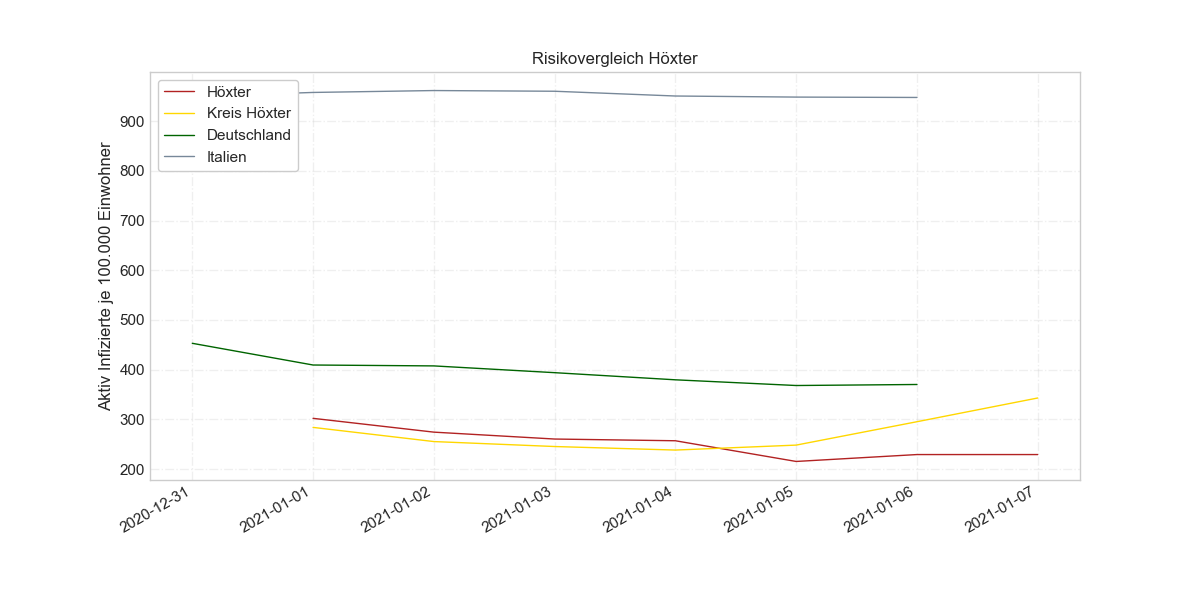 Risikovergleich Höxter
Höxter
Kreis Höxter
Deutschland
Italien
Aktiv Infizierte je 100.000 Einwohner
900
800
700
600
500
400
300
200
2020-12-31
2021-01-01
2021-01-02
2021-01-03
2021-01-04
2021-01-05
2021-01-06
2021-01-07